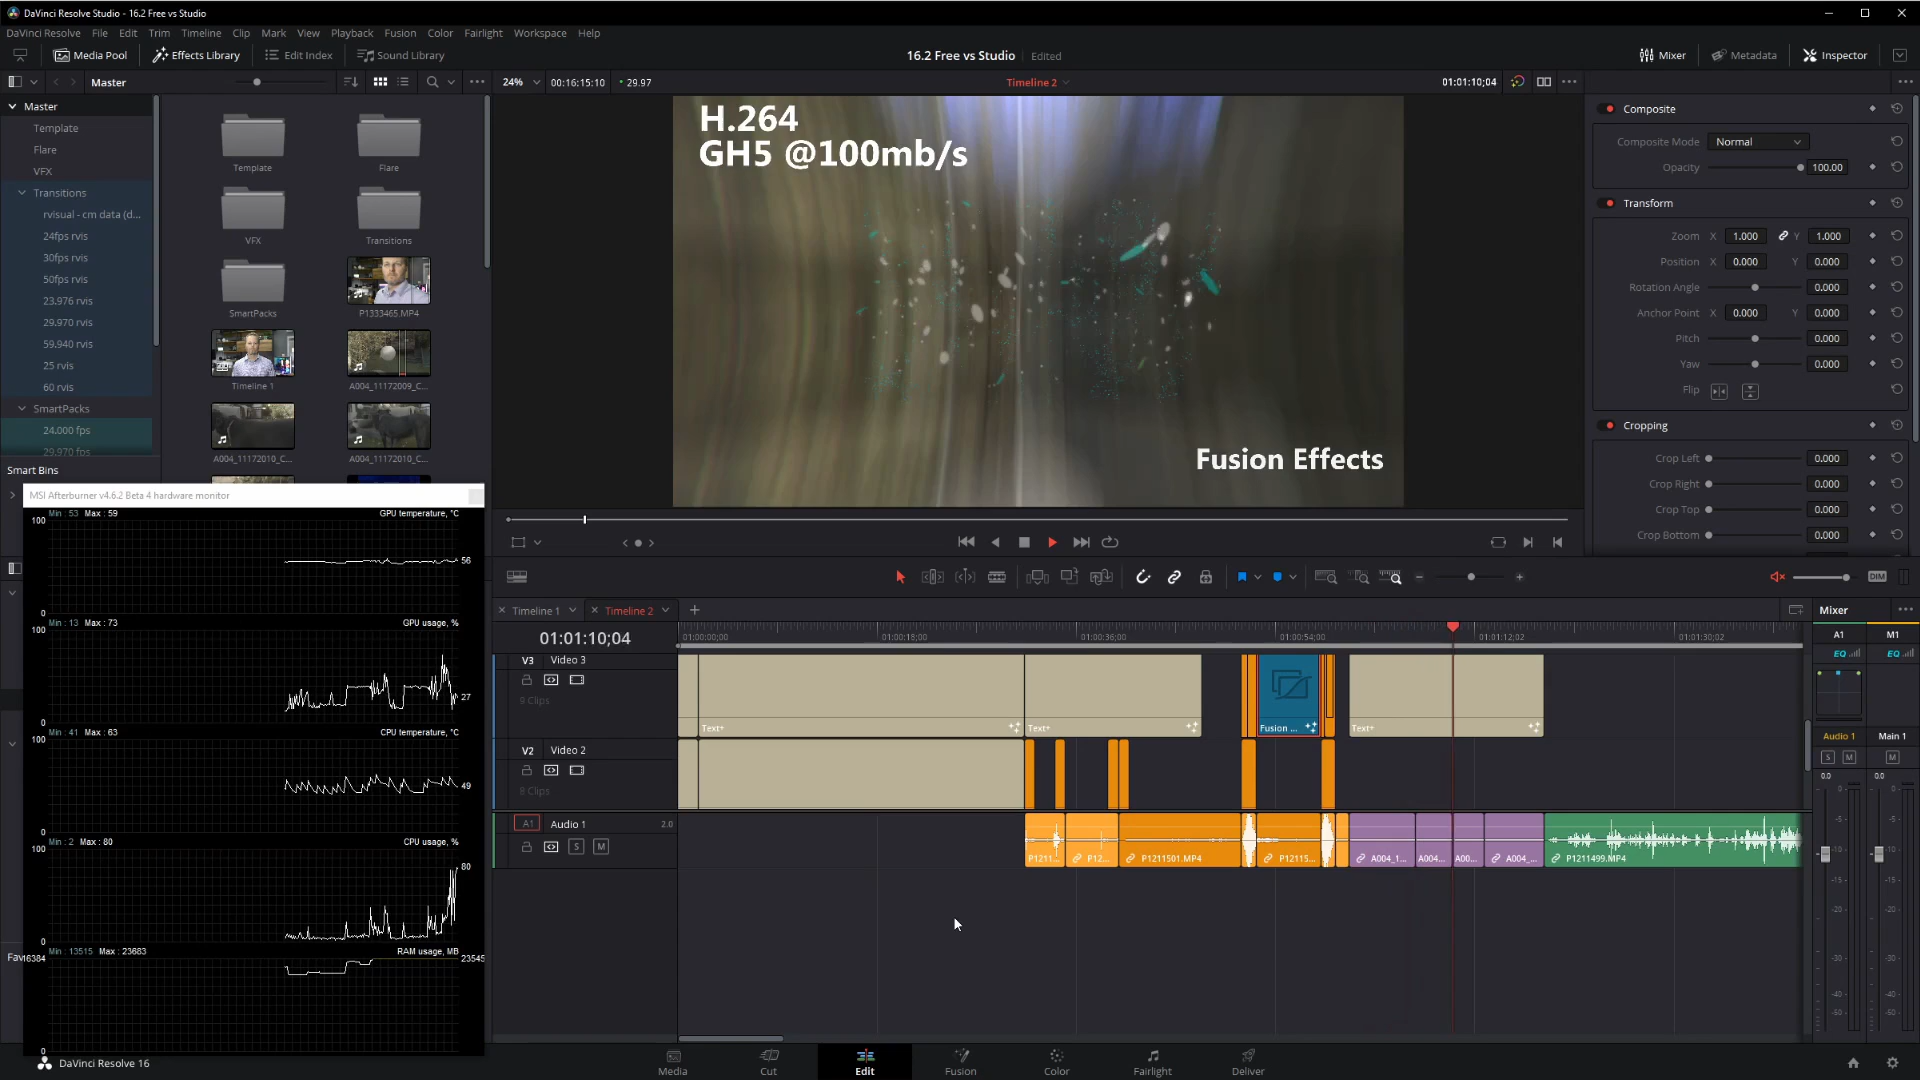 DaVinci Resolve Studio - 16.2 Free vs Studio
DaVinci Resolve File Edit Trim Timeline Clip Mark View Playback Fusion Color Fairlight Workspace Help
Media Pool Effects Library Edit Index Sound Library 16.2 Free vs Studio Edited Mixer Metadata Inspector
Master 24% 00:16:15:10 29.97 Timeline 2 01:01:10;04
Master
Template
Flare
VFX
Transitions
rvisual - cm data (d...
24fps rvis
30fps rvis
50fps rvis
23.976 rvis
29.970 rvis
59.940 rvis
25 rvis
60 rvis
SmartPacks
24.000 fps
29.970 fps
Smart Bins
Template Flare
VFX Transitions
SmartPacks P1333465.MP4
Timeline 1 A004_11172009_C...
A004_11172010_C... A004_11172010_C...
H.264
GH5 @100mb/s
Fusion Effects
Composite
Composite Mode Normal
Opacity 100.00
Transform
Zoom X 1.000 Y 1.000
Position X 0.000 Y 0.000
Rotation Angle 0.000
Anchor Point X 0.000 Y 0.000
Pitch 0.000
Yaw 0.000
Flip
Cropping
Crop Left 0.000
Crop Right 0.000
Crop Top 0.000
Crop Bottom 0.000
MSI Afterburner v4.6.2 Beta 4 hardware monitor
Min : 53 Max : 59 GPU temperature, °C
100
56
0
Min : 13 Max : 73 GPU usage, %
100
27
0
Min : 41 Max : 63 CPU temperature, °C
100
49
0
Min : 2 Max : 80 CPU usage, %
100
80
0
Min : 13515 Max : 23683 RAM usage, MB
Favi6384 23545
0
DIM
Timeline 1 Timeline 2
01:01:10;04 01:00:00;00 01:00:18;00 01:00:36;00 01:00:54;00 01:01:12;02 01:01:30;02
V3 Video 3
9 Clips
Text+ Text+ Fusion ... Text+
V2 Video 2
8 Clips
A1 Audio 1 2.0
S M
P1211... P12... P1211501.MP4 P12115... A004_1... A004... A00... A004_... P1211499.MP4
Mixer
A1 M1
EQ EQ
Audio 1 Main 1
S M M
0.0 0.0
0 0
-5 -5
-10 -10
-15 -15
-20 -20
-30 -30
-40 -40
-50 -50
DaVinci Resolve 16
Media Cut Edit Fusion Color Fairlight Deliver